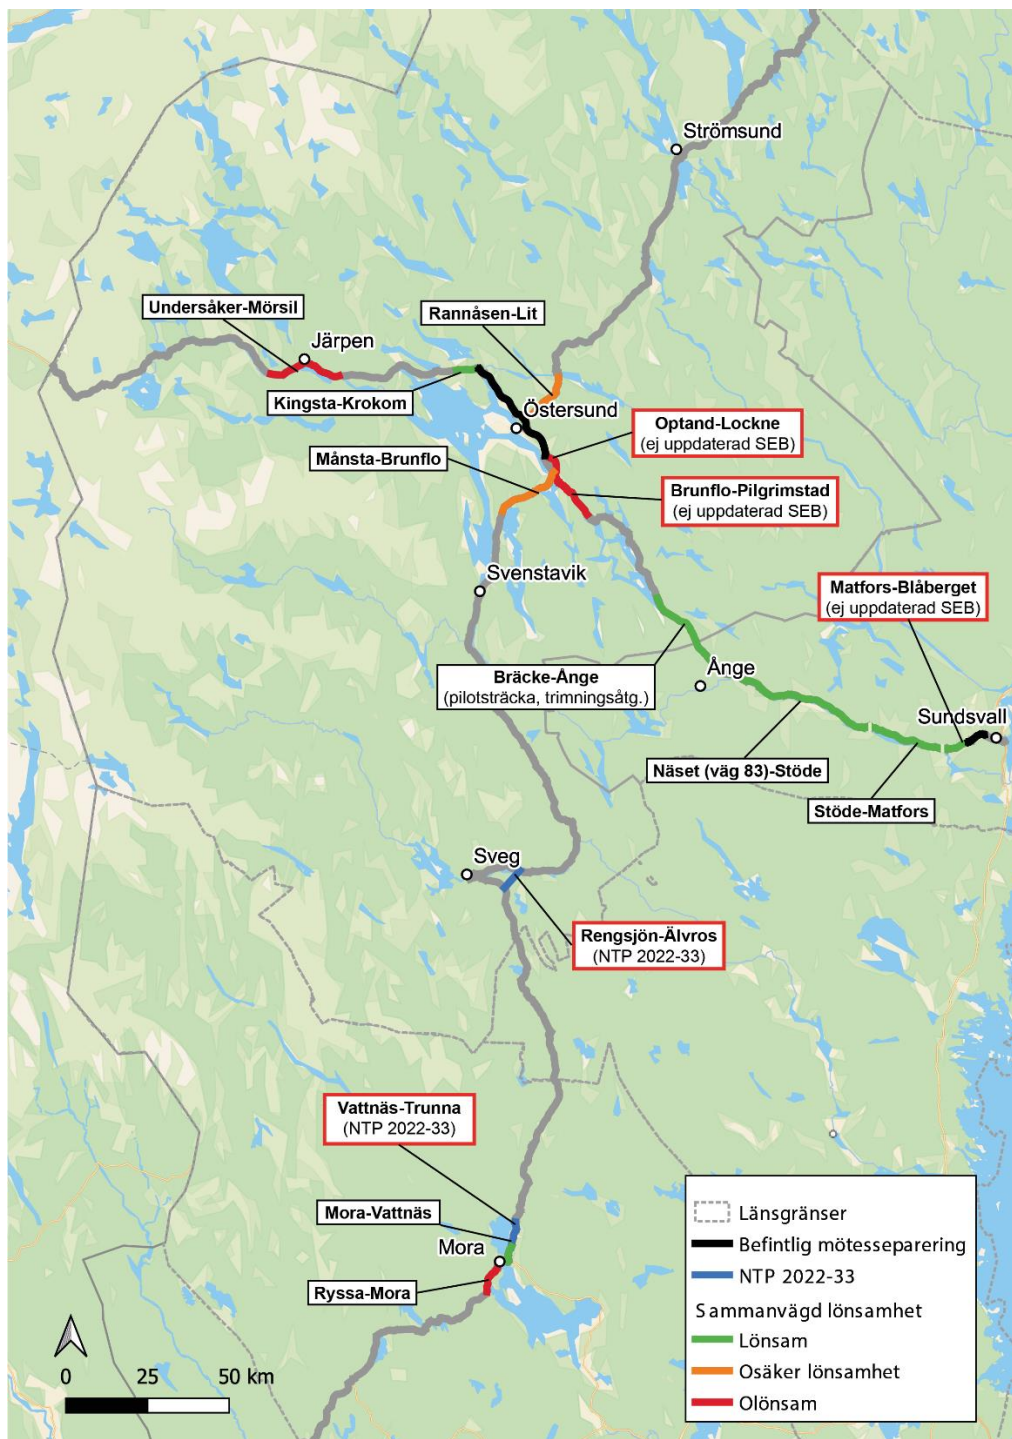 Strömsund
Undersåker-Mörsil
Rannåsen-Lit
Järpen
Kingsta-Krokom
Östersund
Optand-Lockne
(ej uppdaterad SEB)
Månsta-Brunflo
Brunflo-Pilgrimstad
(ej uppdaterad SEB)
Svenstavik
Matfors-Blåberget
(ej uppdaterad SEB)
Bräcke-Ånge
(pilotsträcka, trimningsåtg.)
Ånge
Sundsvall
Näset (väg 83)-Stöde
Stöde-Matfors
Sveg
Rengsjön-Älvros
(NTP 2022-33)
Vattnäs-Trunna
(NTP 2022-33)
Mora-Vattnäs
Mora
Ryssa-Mora
Länsgränser
Befintlig mötesseparering
NTP 2022-33
Sammanvägd lönsamhet
Lönsam
Osäker lönsamhet
Olönsam
0 25 50 km